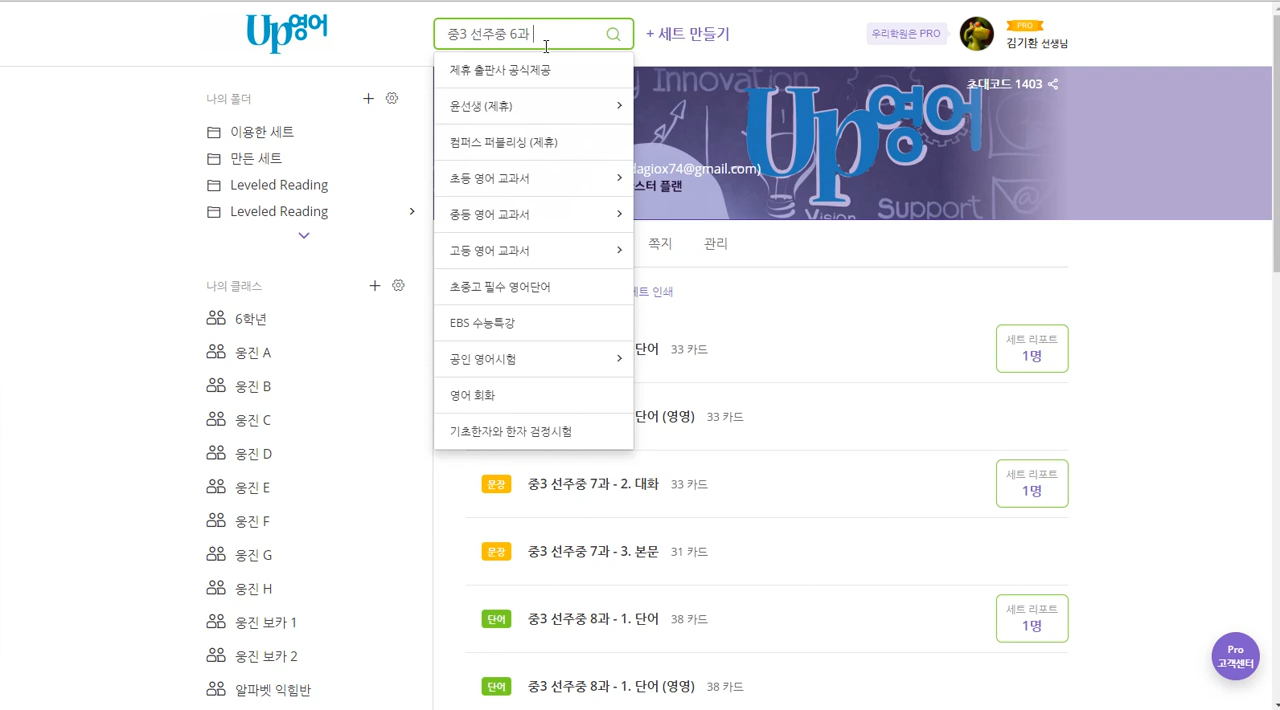 Up영어
중3 선주중 6과
+ 세트 만들기
우리학원은 PRO
PRO
김기환 선생님
나의 폴더
이용한 세트
만든 세트
Leveled Reading
Leveled Reading
나의 클래스
6학년
웅진 A
웅진 B
웅진 C
웅진 D
웅진 E
웅진 F
웅진 G
웅진 H
웅진 보카 1
웅진 보카 2
알파벳 익힘반
제휴 출판사 공식제공
윤선생 (제휴)
컴퍼스 퍼블리싱 (제휴)
초등 영어 교과서
중등 영어 교과서
고등 영어 교과서
초중고 필수 영어단어
EBS 수능특강
공인 영어시험
영어 회화
기초한자와 한자 검정시험
Innovation
Up영어
초대코드 1403
dagiox74@gmail.com)
스터 플랜
Vision
Support
쪽지
관리
세트 인쇄
단어 33 카드
세트 리포트
1명
단어 (영영) 33 카드
문장 중3 선주중 7과 - 2. 대화 33 카드
세트 리포트
1명
문장 중3 선주중 7과 - 3. 본문 31 카드
단어 중3 선주중 8과 - 1. 단어 38 카드
세트 리포트
1명
단어 중3 선주중 8과 - 1. 단어 (영영) 38 카드
Pro
고객센터